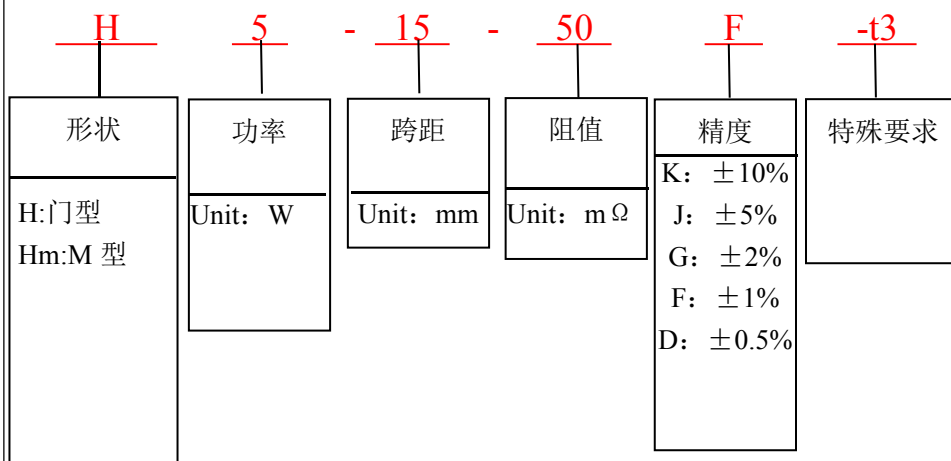 H 5 - 15 - 50 F -t3
形状 功率 跨距 阻值 精度 特殊要求
H:门型
Hm:M 型
Unit：W
Unit：mm
Unit：mΩ
K：±10%
J：±5%
G：±2%
F：±1%
D：±0.5%